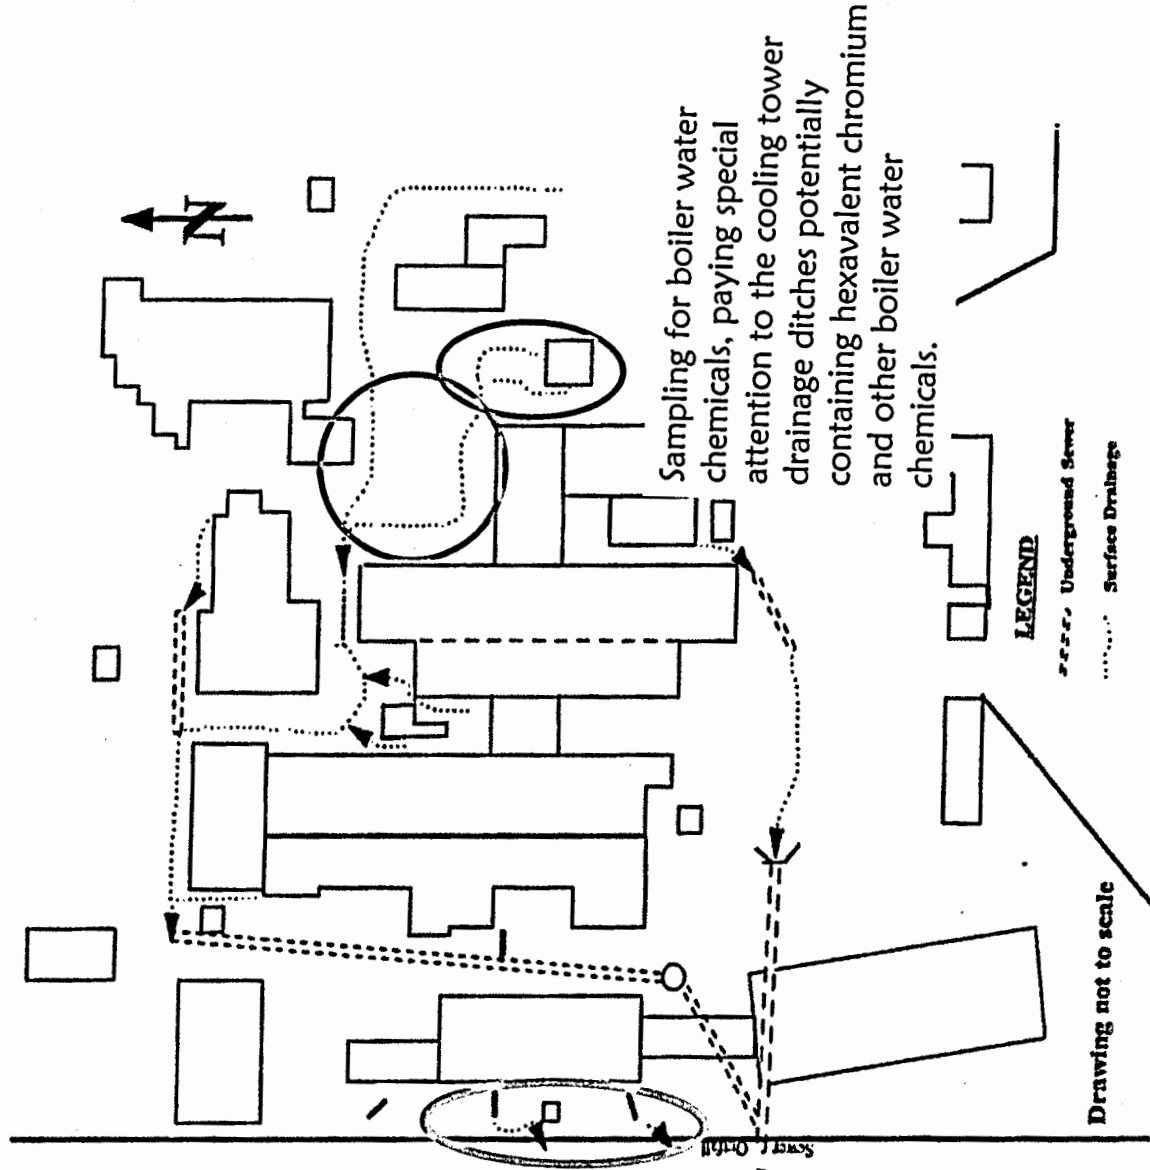 N
Sampling for boiler water
chemicals, paying special
attention to the cooling tower
drainage ditches potentially
containing hexavalent chromium
and other boiler water
chemicals.
LEGEND
Underground Sewer
Surface Drainage
Drawing not to scale
Sewer Outfall